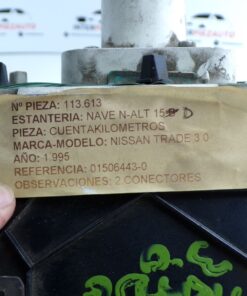 Nº PIEZA: 113.613
ESTANTERIA: NAVE N-ALT 15 D
PIEZA: CUENTAKILOMETROS
MARCA-MODELO: NISSAN TRADE 3.0
AÑO: 1.995
REFERENCIA: 01506443-0
OBSERVACIONES: 2 CONECTORES